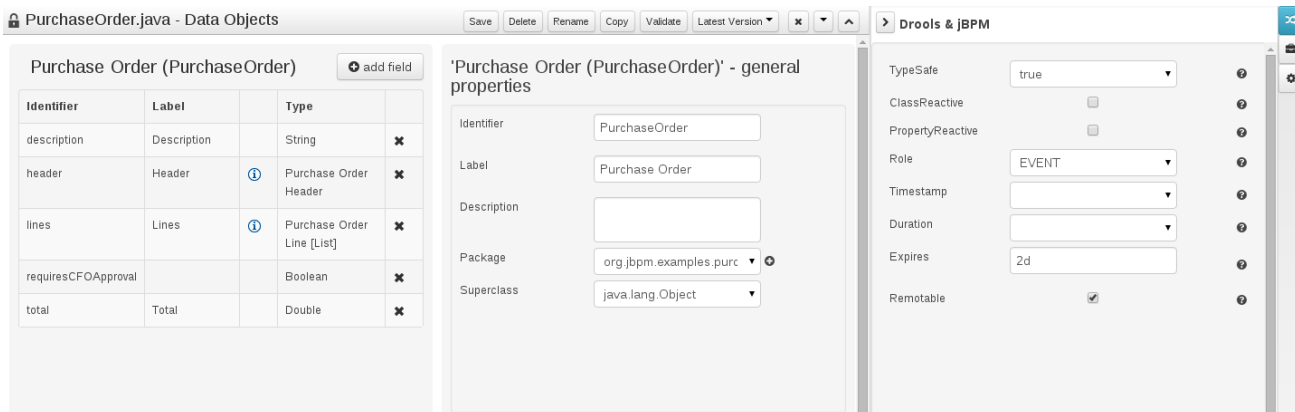 PurchaseOrder.java - Data Objects
Save Delete Rename Copy Validate Latest Version
Purchase Order (PurchaseOrder)
add field
Identifier Label Type
description Description String
header Header Purchase Order
Header
lines Lines Purchase Order
Line [List]
requiresCFOApproval Boolean
total Total Double
'Purchase Order (PurchaseOrder)' - general
properties
Identifier PurchaseOrder
Label Purchase Order
Description
Package org.jbpm.examples.purc
Superclass java.lang.Object
Drools & jBPM
TypeSafe true
ClassReactive
PropertyReactive
Role EVENT
Timestamp
Duration
Expires 2d
Remotable